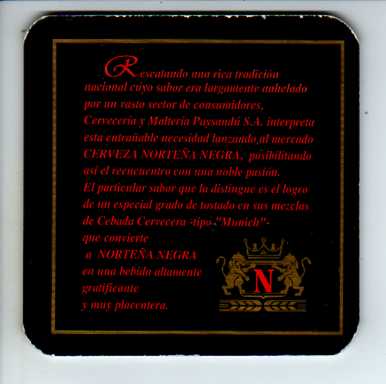 Rescatando una rica tradición
nacional cuyo sabor era largamente anhelado
por un vasto sector de consumidores,
Cervecería y Maltería Paysandú S.A. interpreta
esta entrañable necesidad lanzando al mercado
CERVEZA NORTEÑA NEGRA, posibilitando
así el reencuentro con una noble pasión.
El particular sabor que la distingue es el logro
de un especial grado de tostado en sus mezclas
de Cebada Cervecera -tipo "Munich"-
que convierte
a NORTEÑA NEGRA
en una bebida altamente
gratificante
y muy placentera.
N